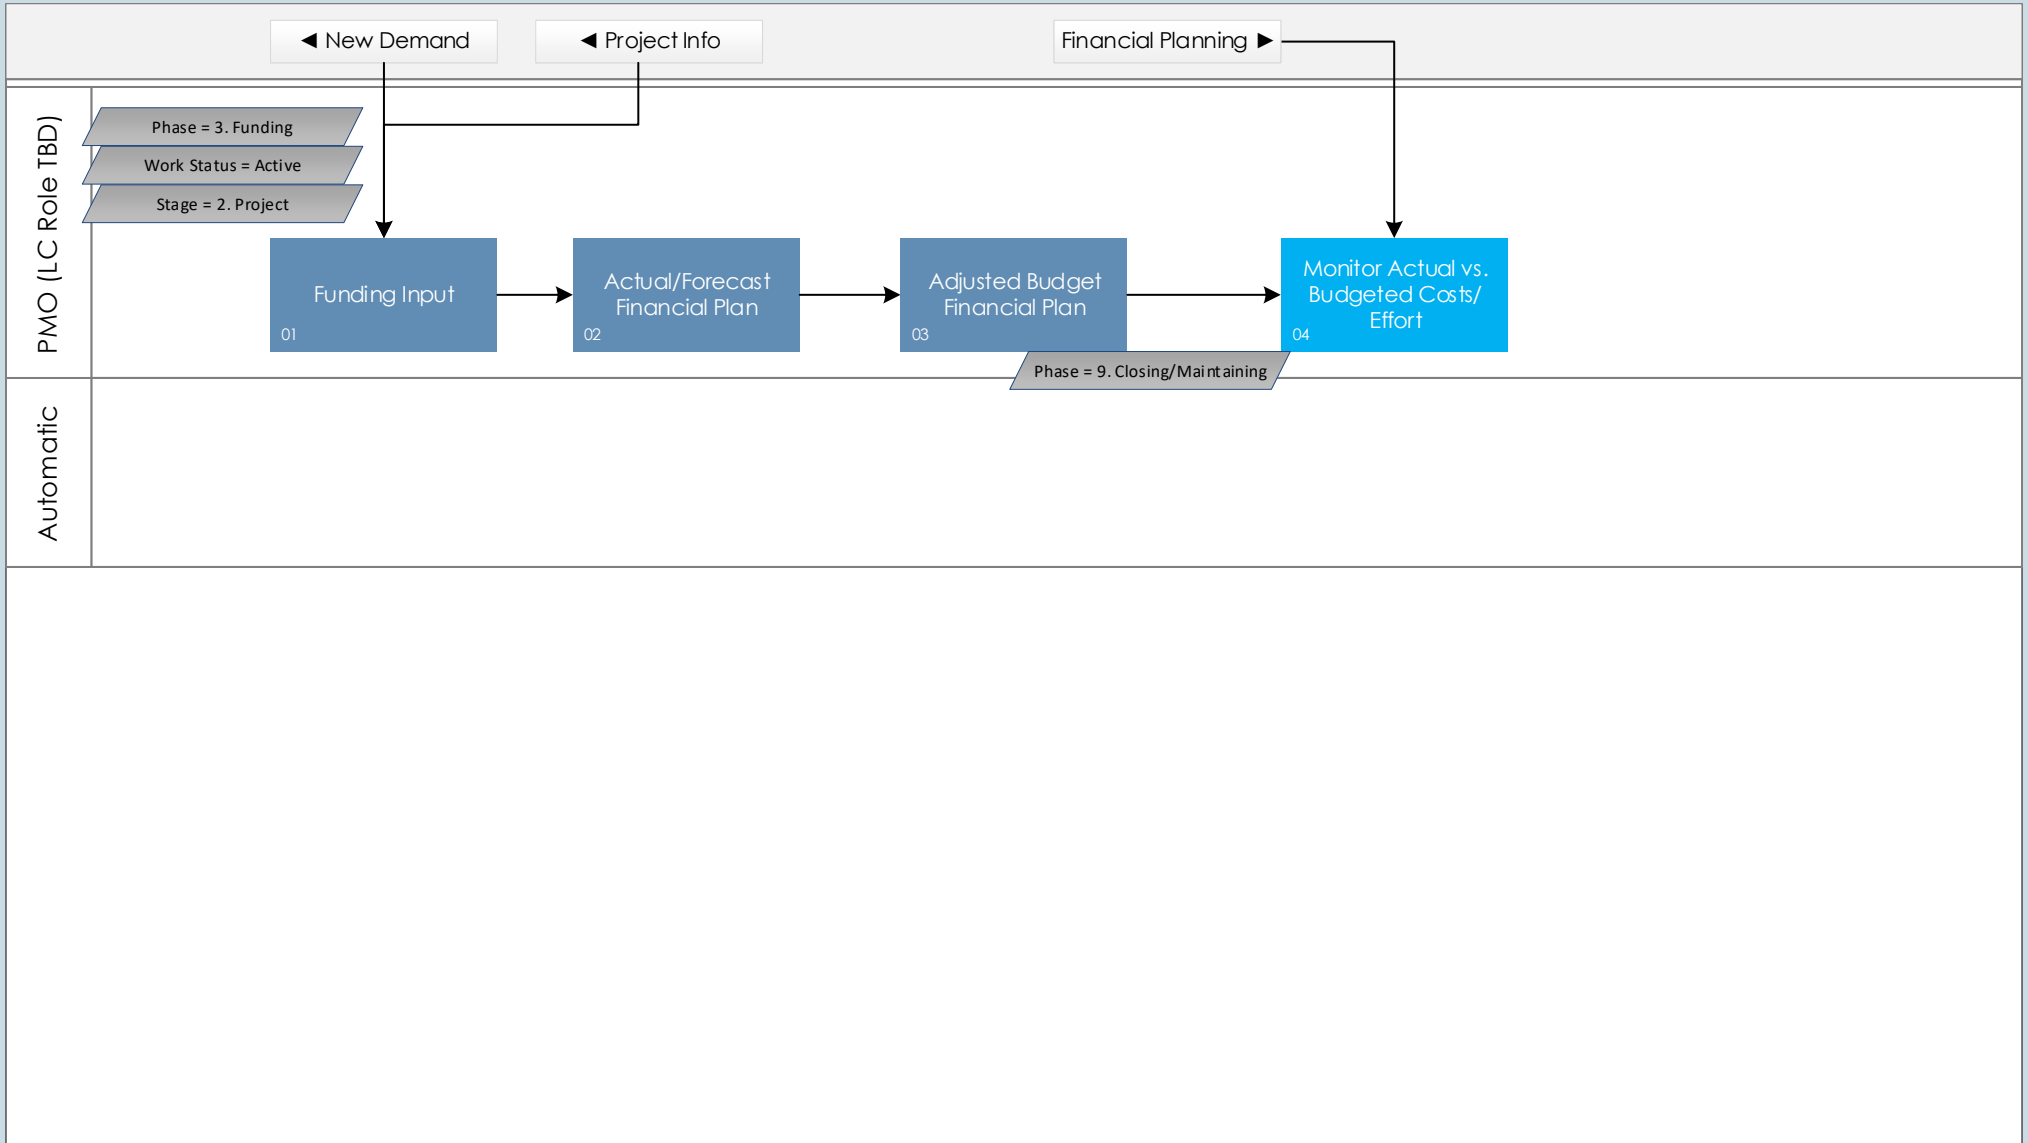 ◄ New Demand
◄ Project Info
Financial Planning ►
PMO (LC Role TBD)
Phase = 3. Funding
Work Status = Active
Stage = 2. Project
Funding Input
01
Actual/Forecast
Financial Plan
02
Adjusted Budget
Financial Plan
03
Monitor Actual vs.
Budgeted Costs/
Effort
04
Phase = 9. Closing/Maintaining
Automatic